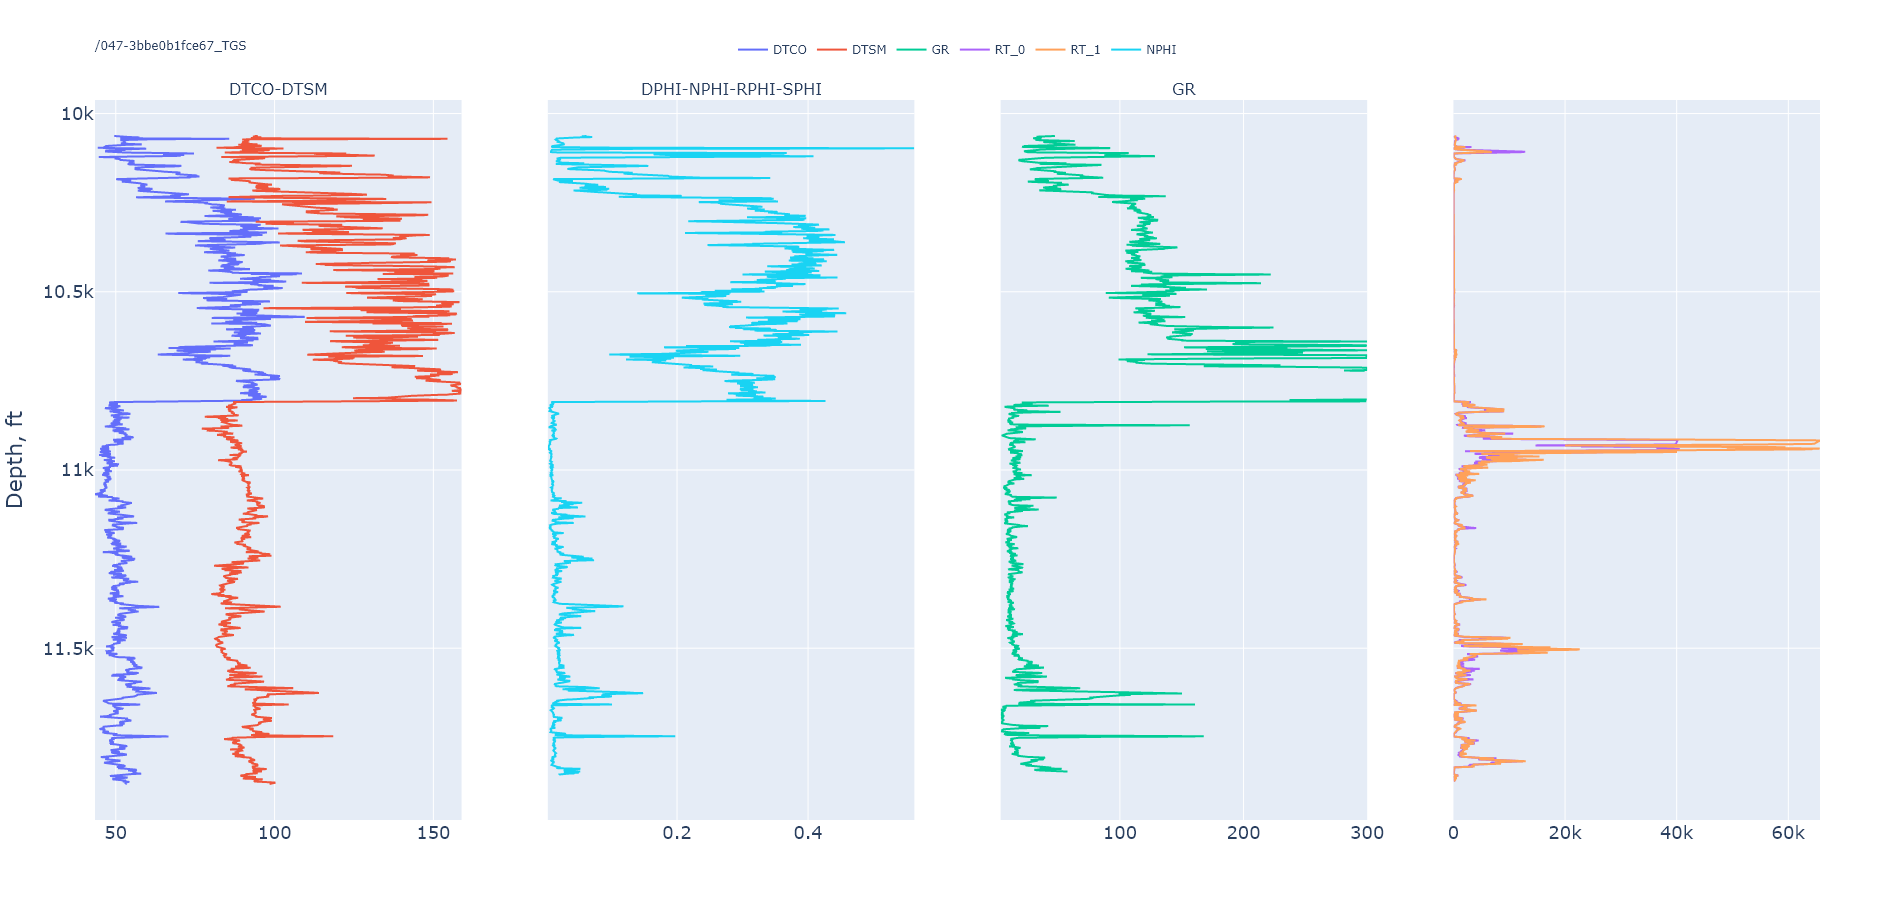 /047-3bbe0b1fce67_TGS
DTCO DTSM GR RT_0 RT_1 NPHI
DTCO-DTSM DPHI-NPHI-RPHI-SPHI GR
10k
10.5k
11k
11.5k
Depth, ft
50 100 150 0.2 0.4 100 200 300 0 20k 40k 60k